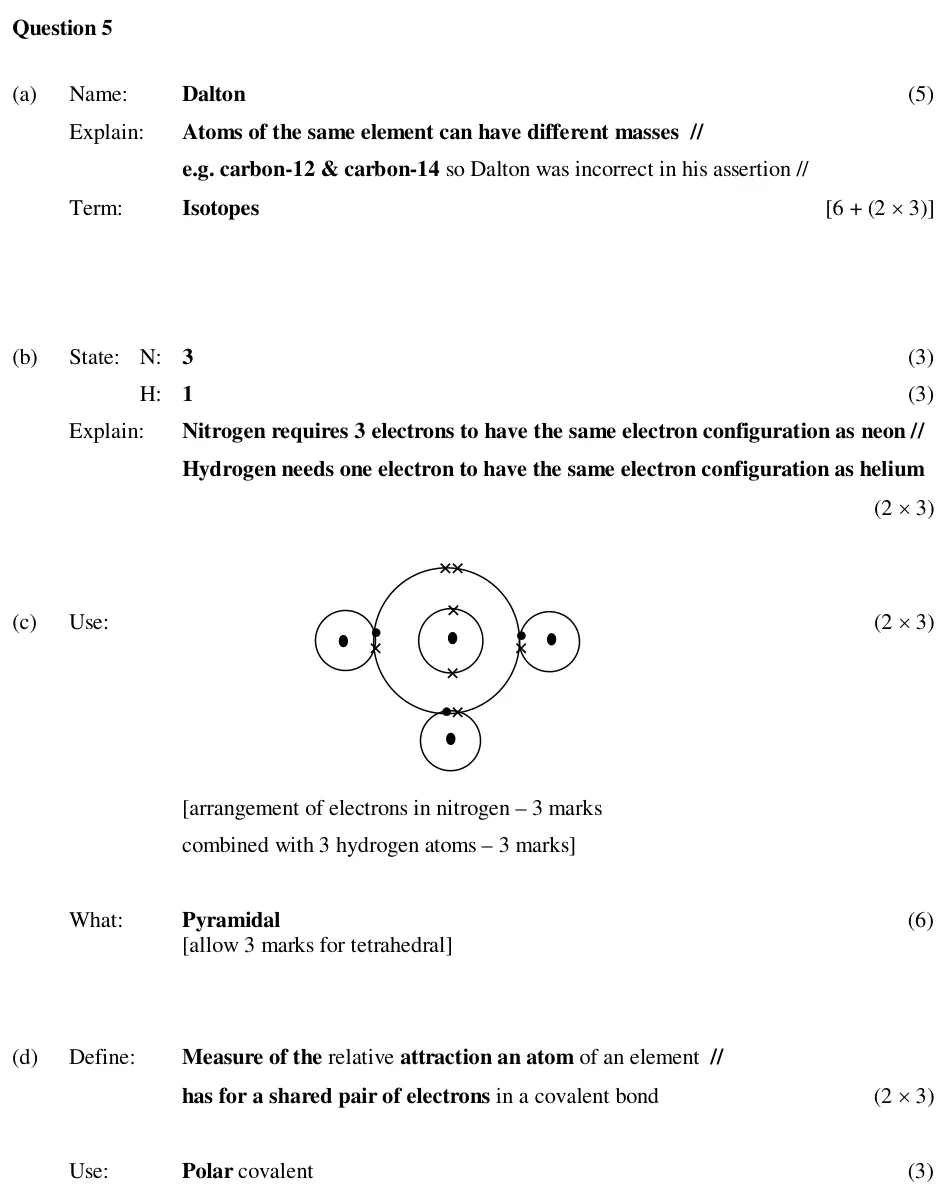 Question 5
(a) Name: Dalton (5)
Explain: Atoms of the same element can have different masses //
e.g. carbon-12 & carbon-14 so Dalton was incorrect in his assertion //
Term: Isotopes [6 + (2 × 3)]
(b) State: N: 3 (3)
H: 1 (3)
Explain: Nitrogen requires 3 electrons to have the same electron configuration as neon //
Hydrogen needs one electron to have the same electron configuration as helium
(2 × 3)
(c) Use: (2 × 3)
[arrangement of electrons in nitrogen – 3 marks
combined with 3 hydrogen atoms – 3 marks]
What: Pyramidal (6)
[allow 3 marks for tetrahedral]
(d) Define: Measure of the relative attraction an atom of an element //
has for a shared pair of electrons in a covalent bond (2 × 3)
Use: Polar covalent (3)